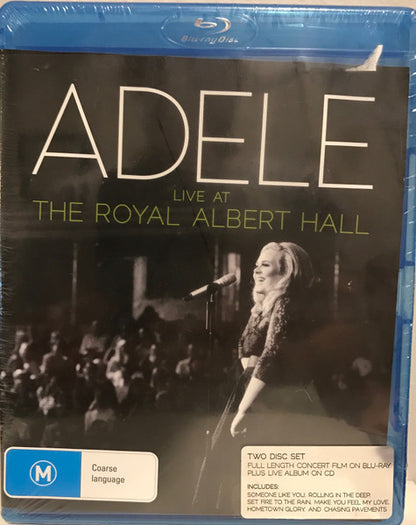 Blu-ray Disc
ADELE
LIVE AT
THE ROYAL ALBERT HALL
M
Coarse
language
TWO DISC SET
FULL LENGTH CONCERT FILM ON BLU-RAY
PLUS LIVE ALBUM ON CD
INCLUDES:
SOMEONE LIKE YOU, ROLLING IN THE DEEP,
SET FIRE TO THE RAIN, MAKE YOU FEEL MY LOVE,
HOMETOWN GLORY, AND CHASING PAVEMENTS